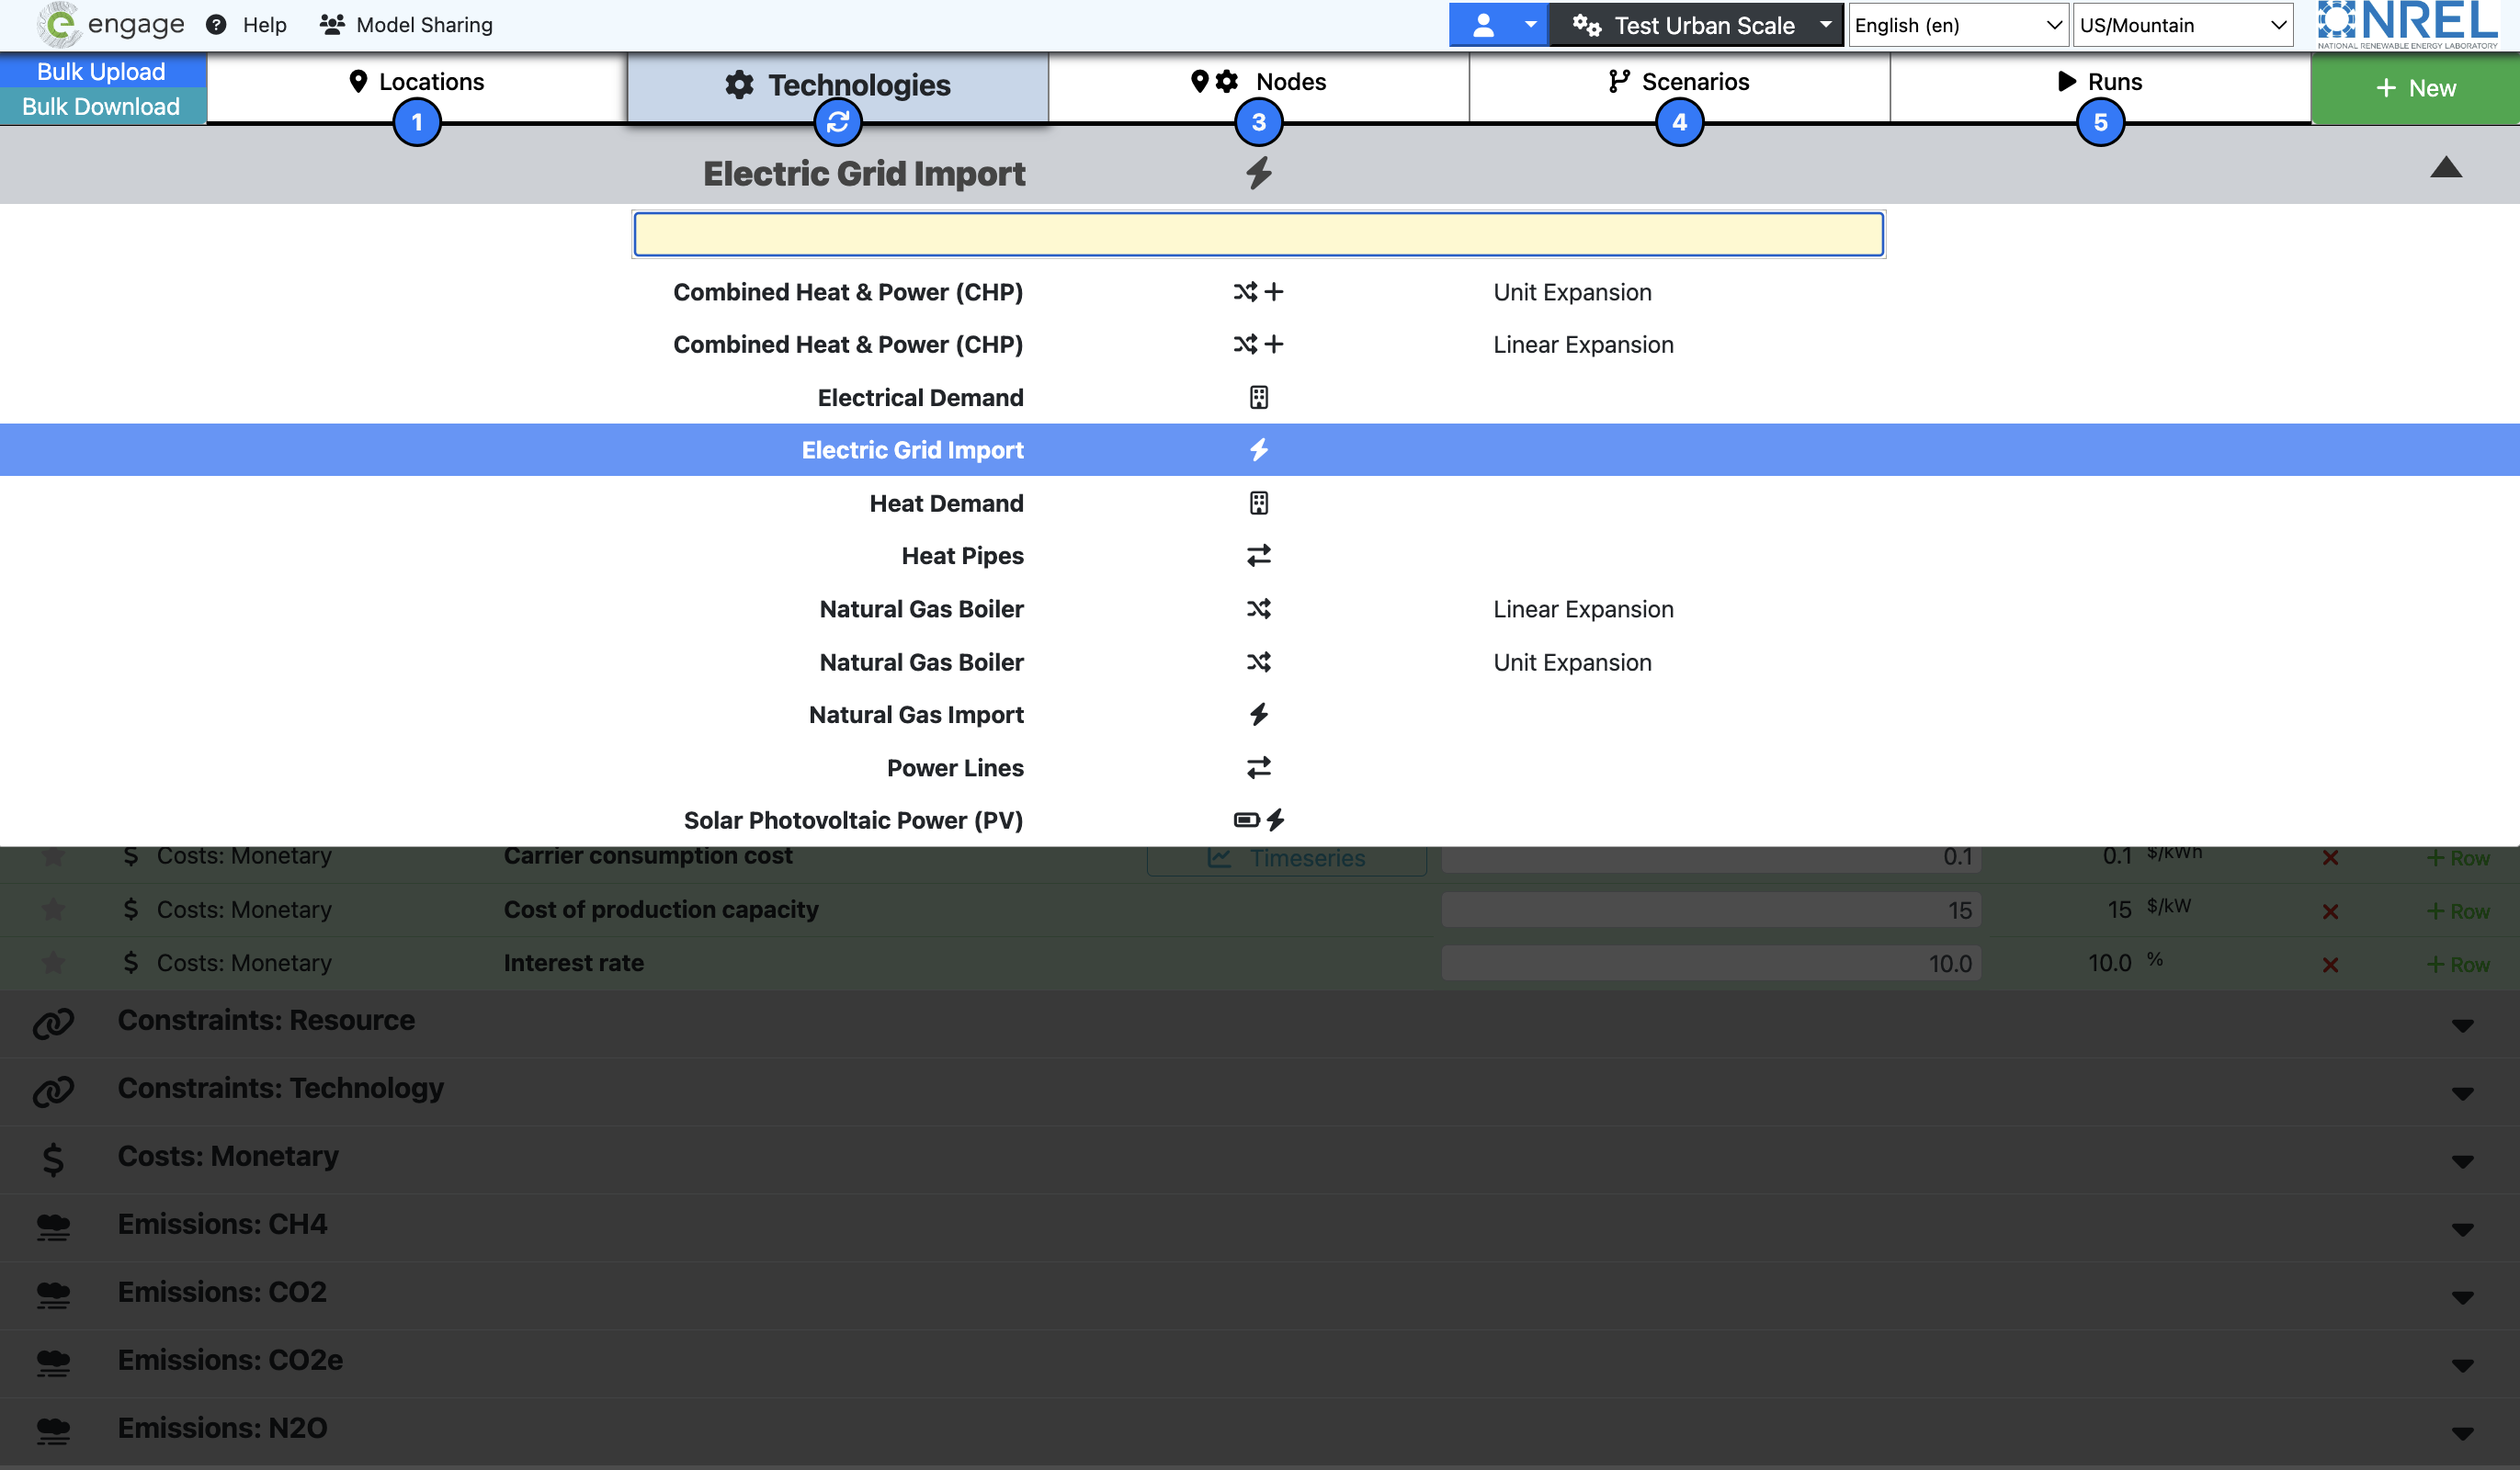 engage Help Model Sharing Test Urban Scale English (en) US/Mountain NREL
NATIONAL RENEWABLE ENERGY LABORATORY
Bulk Upload
Bulk Download
Locations Technologies Nodes Scenarios Runs + New
1 3 4 5
Electric Grid Import
Combined Heat & Power (CHP) Unit Expansion
Combined Heat & Power (CHP) Linear Expansion
Electrical Demand
Electric Grid Import
Heat Demand
Heat Pipes
Natural Gas Boiler Linear Expansion
Natural Gas Boiler Unit Expansion
Natural Gas Import
Power Lines
Solar Photovoltaic Power (PV)
$ Costs: Monetary Carrier consumption cost Timeseries 0.1 0.1 $/kWh + Row
$ Costs: Monetary Cost of production capacity 15 15 $/kW + Row
$ Costs: Monetary Interest rate 10.0 10.0 % + Row
Constraints: Resource
Constraints: Technology
$ Costs: Monetary
Emissions: CH4
Emissions: CO2
Emissions: CO2e
Emissions: N2O